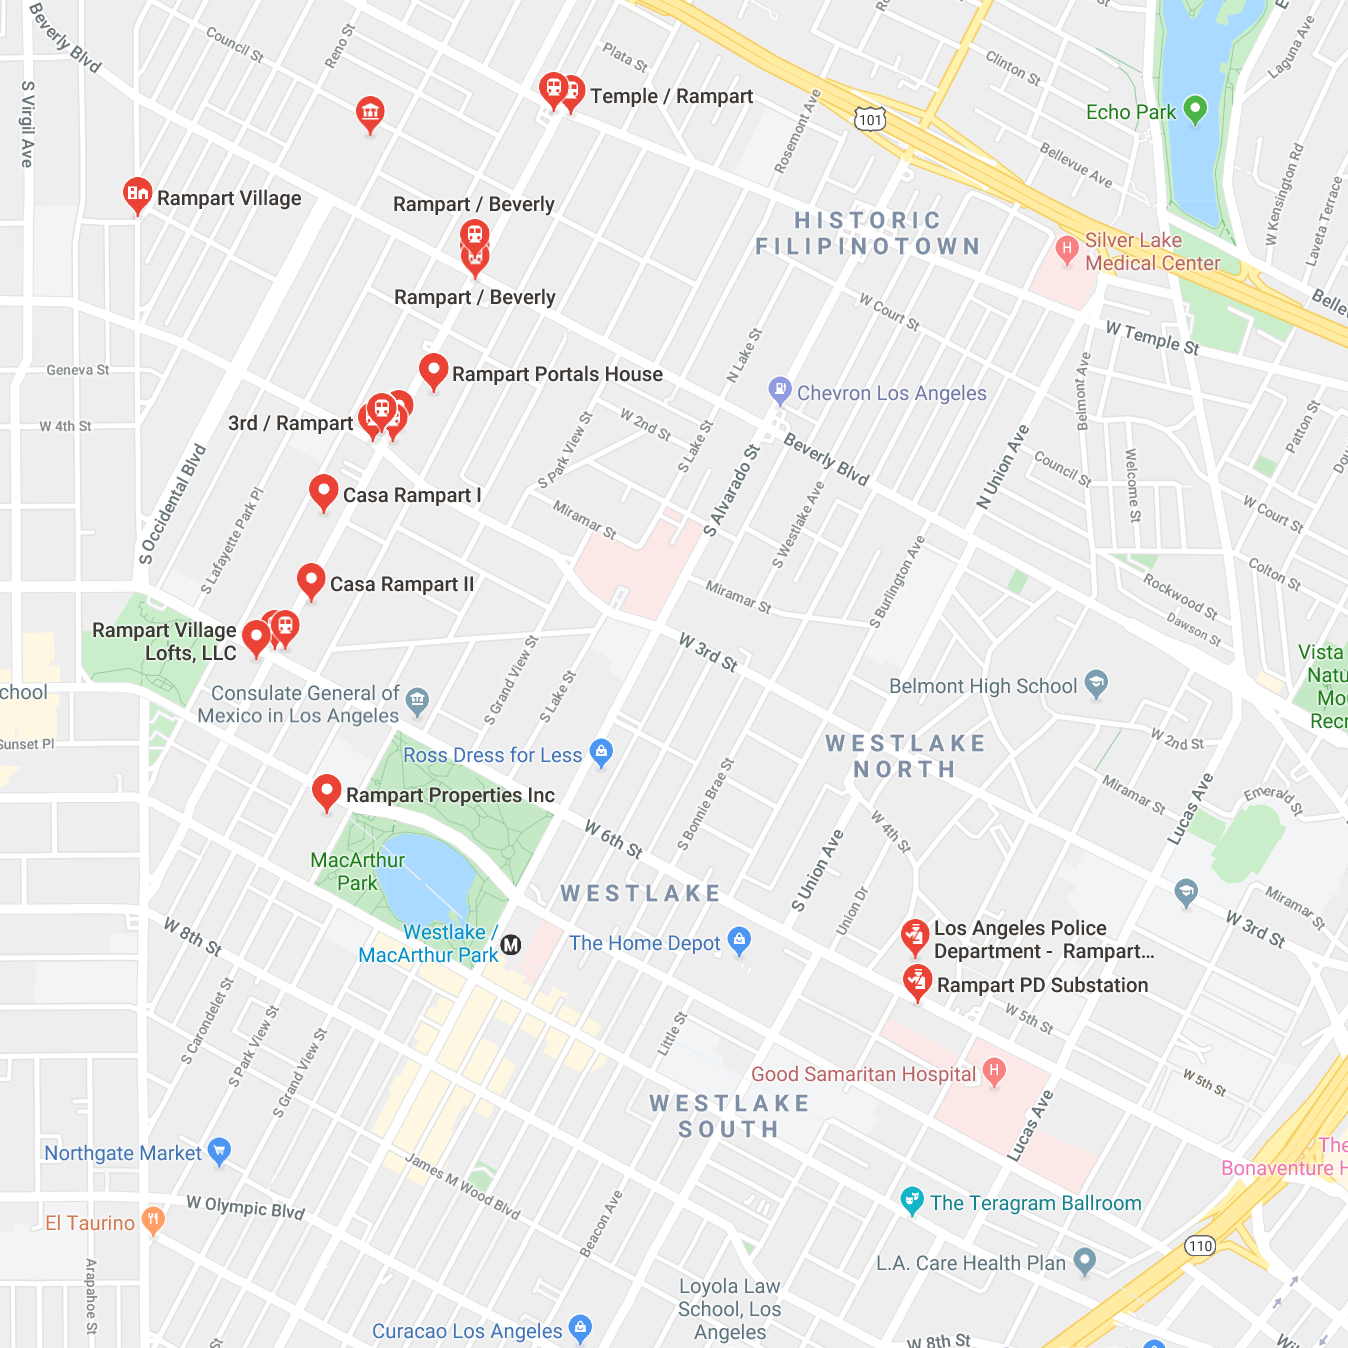 Beverly Blvd
Council St
Reno St
Plata St
Clinton St
Laguna Ave
S Virgil Ave
Temple / Rampart
Rosemont Ave
101
Echo Park
Bellevue Ave
W Kensington Rd
Laveta Terrace
Rampart Village
Rampart / Beverly
HISTORIC
FILIPINOTOWN
Silver Lake
Medical Center
Rampart / Beverly
W Court St
Belle
W Temple St
Geneva St
Rampart Portals House
N Lake St
Chevron Los Angeles
Belmont Ave
W 4th St
3rd / Rampart
W 2nd St
S Park View St
S Lake St
Beverly Blvd
N Union Ave
Council St
Welcome St
Patton St
Dou
S Occidental Blvd
S Lafayette Park Pl
Casa Rampart I
Miramar St
S Alvarado St
S Westlake Ave
W Court St
Casa Rampart II
Miramar St
S Burlington Ave
Rockwood St
Colton St
Dawson St
Rampart Village
Lofts, LLC
W 3rd St
Vista
Natu
Mo
Recr
chool
Consulate General of
Mexico in Los Angeles
S Grand View St
S Lake St
Belmont High School
Sunset Pl
Ross Dress for Less
WESTLAKE
NORTH
W 2nd St
Rampart Properties Inc
S Bonnie Brae St
Miramar St
Lucas Ave
Emerald St
MacArthur
Park
W 6th St
S Union Ave
W 4th St
WESTLAKE
Union Dr
Miramar St
W 3rd St
W 8th St
Westlake /
MacArthur Park
M
The Home Depot
Los Angeles Police
Department - Rampart...
Rampart PD Substation
S Carondelet St
S Park View St
S Grand View St
Little St
W 5th St
W 5th St
Good Samaritan Hospital
WESTLAKE
SOUTH
Lucas Ave
Northgate Market
James M Wood Blvd
The
Bonaventure H
W Olympic Blvd
El Taurino
Beacon Ave
The Teragram Ballroom
110
Arapahoe St
L.A. Care Health Plan
Loyola Law
School, Los
Angeles
Curacao Los Angeles
W 8th St